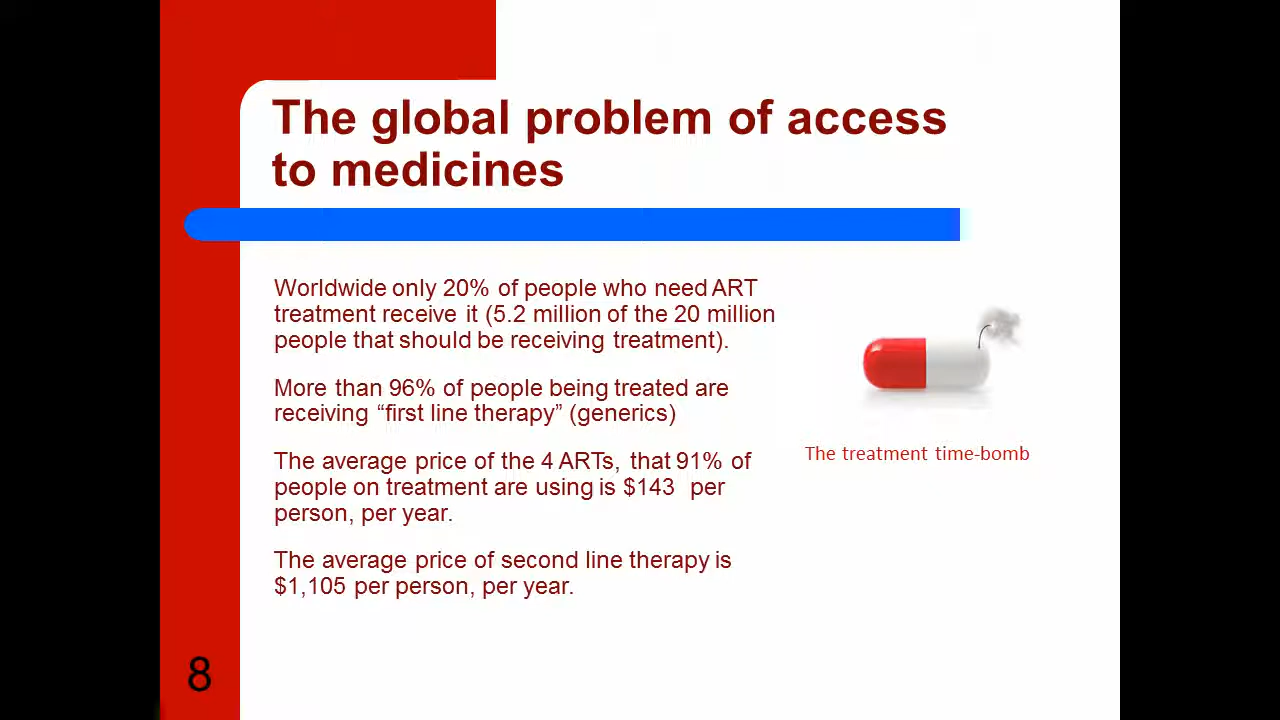 The global problem of access
to medicines
Worldwide only 20% of people who need ART
treatment receive it (5.2 million of the 20 million
people that should be receiving treatment).
More than 96% of people being treated are
receiving “first line therapy” (generics)
The average price of the 4 ARTs, that 91% of
people on treatment are using is $143 per
person, per year.
The average price of second line therapy is
$1,105 per person, per year.
The treatment time-bomb
8